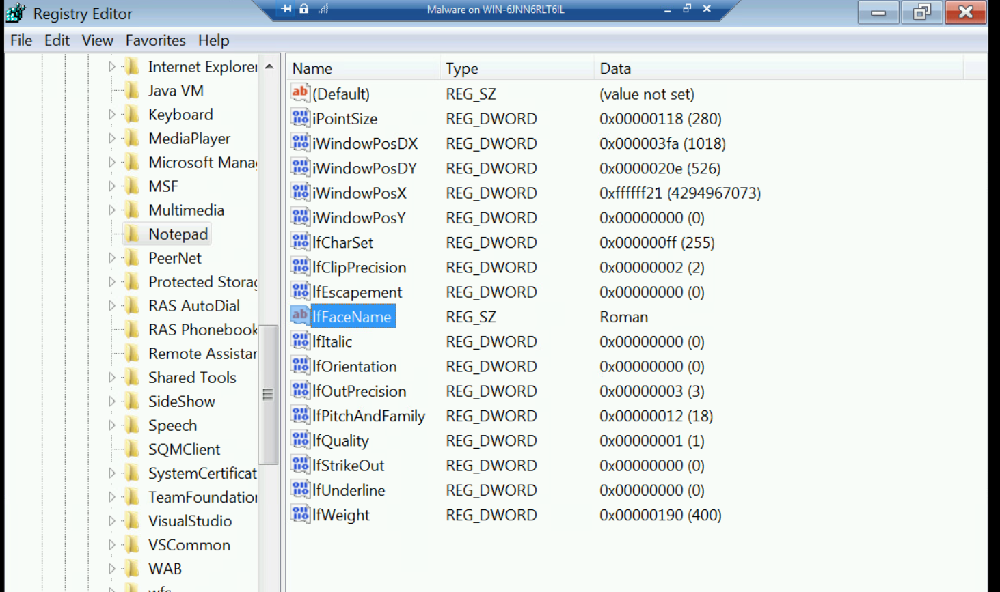 Registry Editor
Malware on WIN-6JNN6RLT6IL
File Edit View Favorites Help
Internet Explorer
Java VM
Keyboard
MediaPlayer
Microsoft Mana
MSF
Multimedia
Notepad
PeerNet
Protected Storag
RAS AutoDial
RAS Phonebook
Remote Assistar
Shared Tools
SideShow
Speech
SQMClient
SystemCertificat
TeamFoundation
VisualStudio
VSCommon
WAB
Name Type Data
(Default) REG_SZ (value not set)
iPointSize REG_DWORD 0x00000118 (280)
iWindowPosDX REG_DWORD 0x000003fa (1018)
iWindowPosDY REG_DWORD 0x0000020e (526)
iWindowPosX REG_DWORD 0xffffff21 (4294967073)
iWindowPosY REG_DWORD 0x00000000 (0)
lfCharSet REG_DWORD 0x000000ff (255)
lfClipPrecision REG_DWORD 0x00000002 (2)
lfEscapement REG_DWORD 0x00000000 (0)
lfFaceName REG_SZ Roman
lfItalic REG_DWORD 0x00000000 (0)
lfOrientation REG_DWORD 0x00000000 (0)
lfOutPrecision REG_DWORD 0x00000003 (3)
lfPitchAndFamily REG_DWORD 0x00000012 (18)
lfQuality REG_DWORD 0x00000001 (1)
lfStrikeOut REG_DWORD 0x00000000 (0)
lfUnderline REG_DWORD 0x00000000 (0)
lfWeight REG_DWORD 0x00000190 (400)